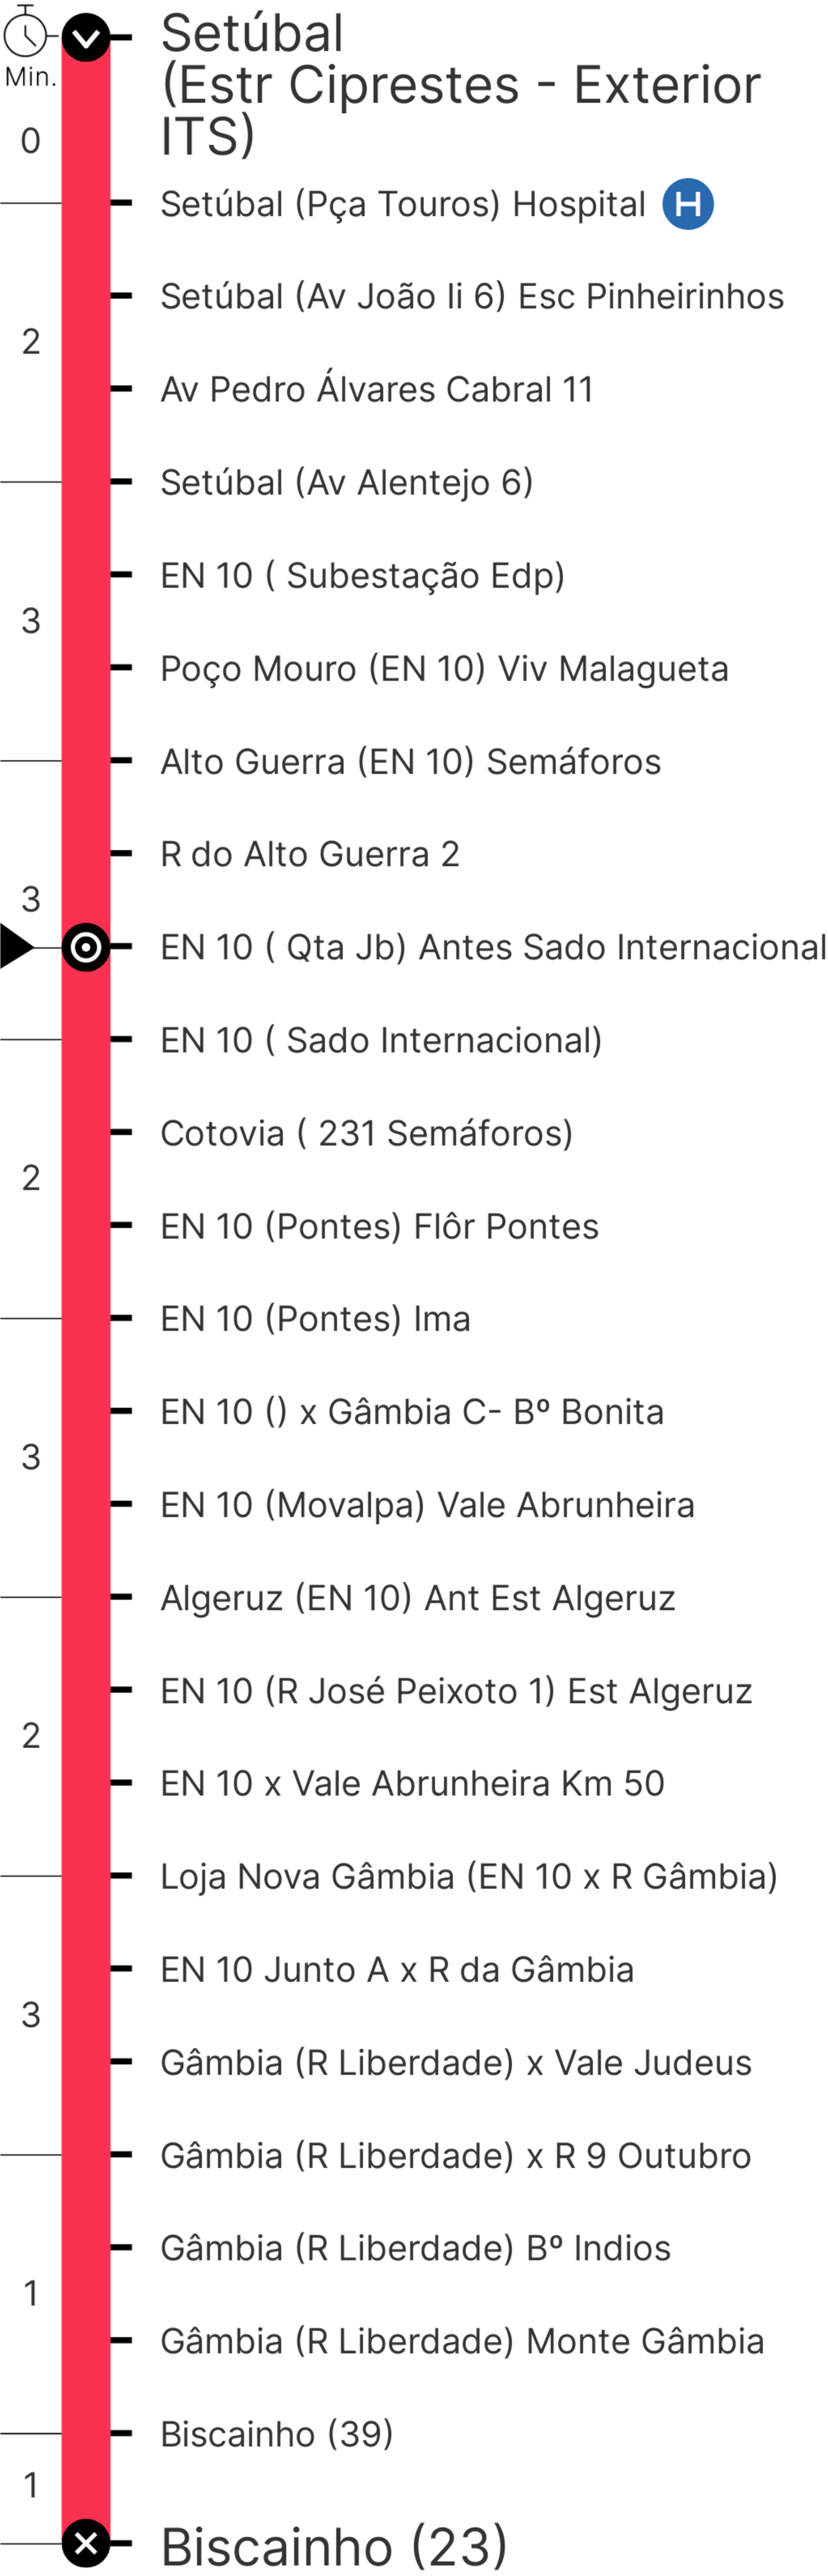 Setúbal
(Estr Ciprestes - Exterior
ITS)
Min.
0
Setúbal (Pça Touros) Hospital H
Setúbal (Av João Ii 6) Esc Pinheirinhos
2
Av Pedro Álvares Cabral 11
Setúbal (Av Alentejo 6)
EN 10 ( Subestação Edp)
3
Poço Mouro (EN 10) Viv Malagueta
Alto Guerra (EN 10) Semáforos
R do Alto Guerra 2
3
EN 10 ( Qta Jb) Antes Sado Internacional
EN 10 ( Sado Internacional)
Cotovia ( 231 Semáforos)
2
EN 10 (Pontes) Flôr Pontes
EN 10 (Pontes) Ima
EN 10 () x Gâmbia C- Bº Bonita
3
EN 10 (Movalpa) Vale Abrunheira
Algeruz (EN 10) Ant Est Algeruz
EN 10 (R José Peixoto 1) Est Algeruz
2
EN 10 x Vale Abrunheira Km 50
Loja Nova Gâmbia (EN 10 x R Gâmbia)
EN 10 Junto A x R da Gâmbia
3
Gâmbia (R Liberdade) x Vale Judeus
Gâmbia (R Liberdade) x R 9 Outubro
Gâmbia (R Liberdade) Bº Indios
1
Gâmbia (R Liberdade) Monte Gâmbia
Biscainho (39)
1
Biscainho (23)